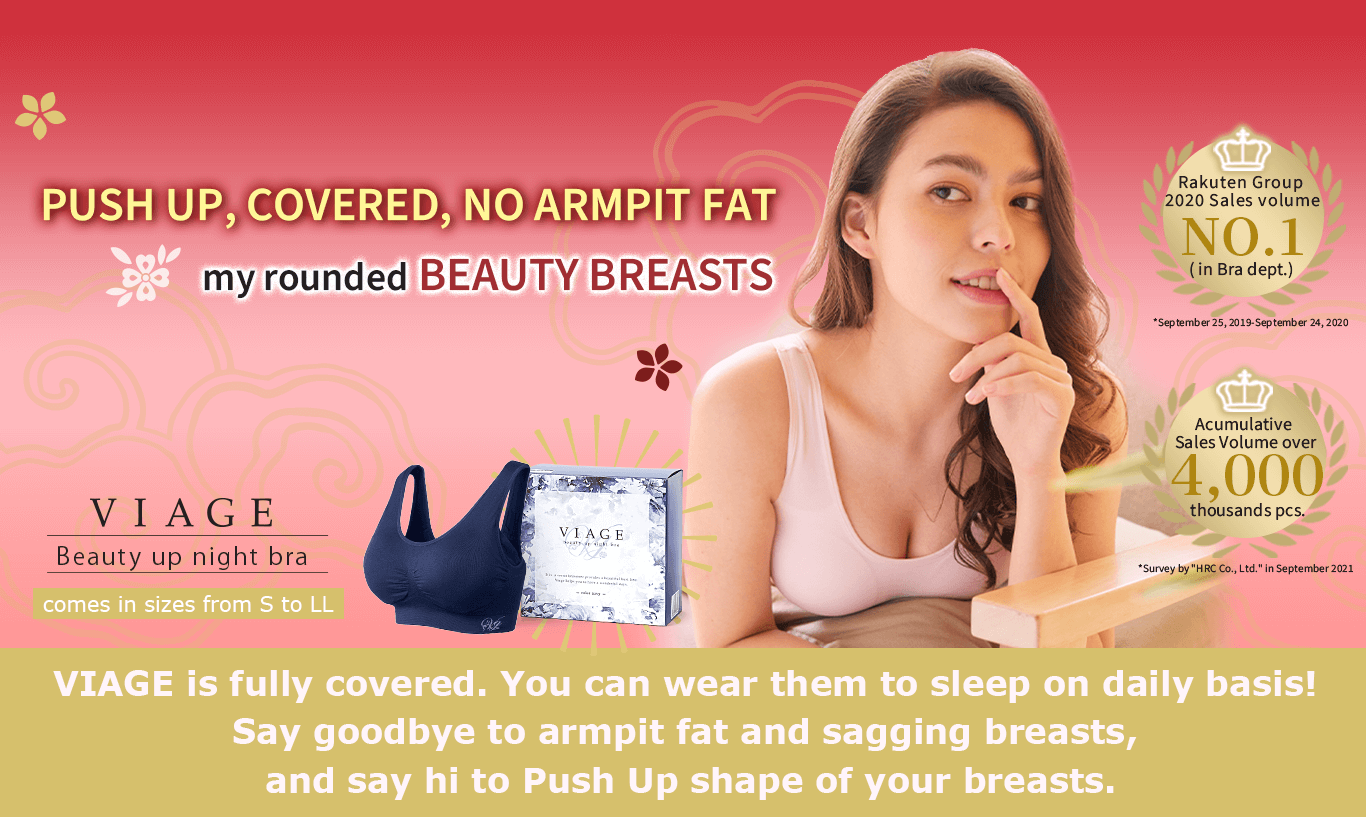 PUSH UP, COVERED, NO ARMPIT FAT
my rounded BEAUTY BREASTS
Rakuten Group
2020 Sales volume
NO.1
( in Bra dept.)
*September 25, 2019-September 24, 2020
Acumulative
Sales Volume over
4,000
thousands pcs.
*Survey by "HRC Co., Ltd." in September 2021
VIAGE
Beauty up night bra
comes in sizes from S to LL
VIAGE
Beauty up night bra
VIAGE is fully covered. You can wear them to sleep on daily basis!
Say goodbye to armpit fat and sagging breasts,
and say hi to Push Up shape of your breasts.